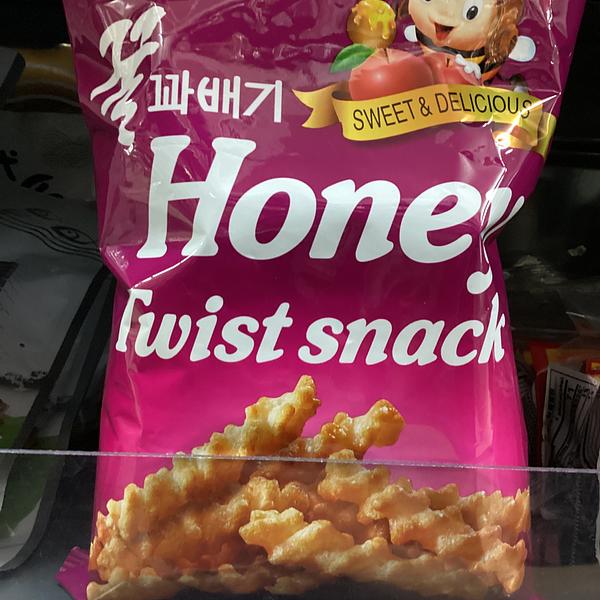 꿀꽈배기
SWEET & DELICIOUS
Honey
Twist snack